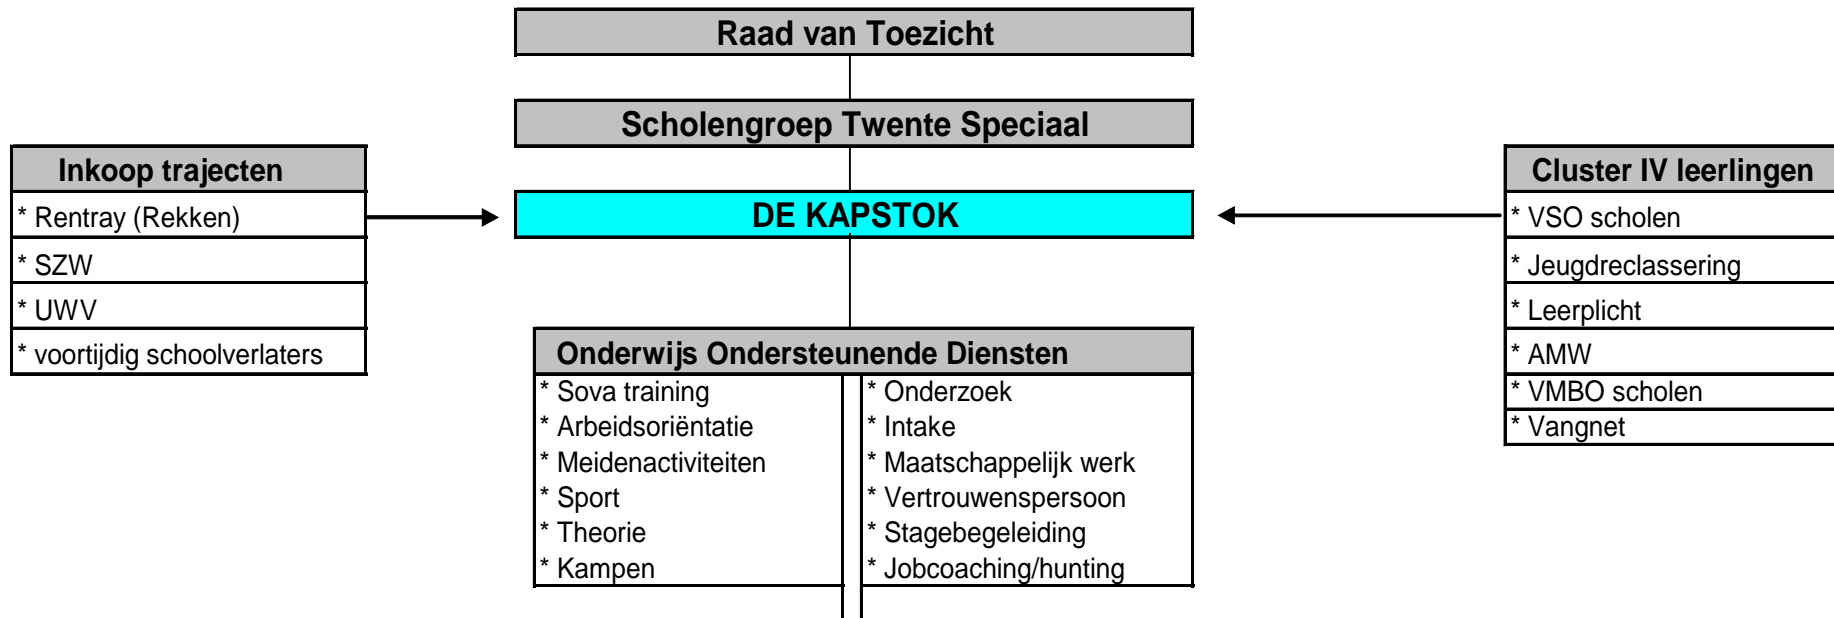 Raad van Toezicht
Scholengroep Twente Speciaal
DE KAPSTOK
Inkoop trajecten
* Rentray (Rekken)
* SZW
* UWV
* voortijdig schoolverlaters
Cluster IV leerlingen
* VSO scholen
* Jeugdreclassering
* Leerplicht
* AMW
* VMBO scholen
* Vangnet
Onderwijs Ondersteunende Diensten
* Sova training
* Arbeidsoriëntatie
* Meidenactiviteiten
* Sport
* Theorie
* Kampen
* Onderzoek
* Intake
* Maatschappelijk werk
* Vertrouwenspersoon
* Stagebegeleiding
* Jobcoaching/hunting